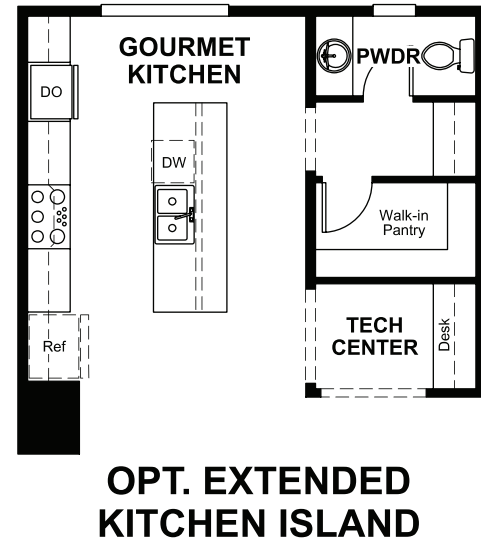 GOURMET
KITCHEN
PWDR
DO
DW
Walk-in
Pantry
Ref
TECH
CENTER
Desk
OPT. EXTENDED
KITCHEN ISLAND